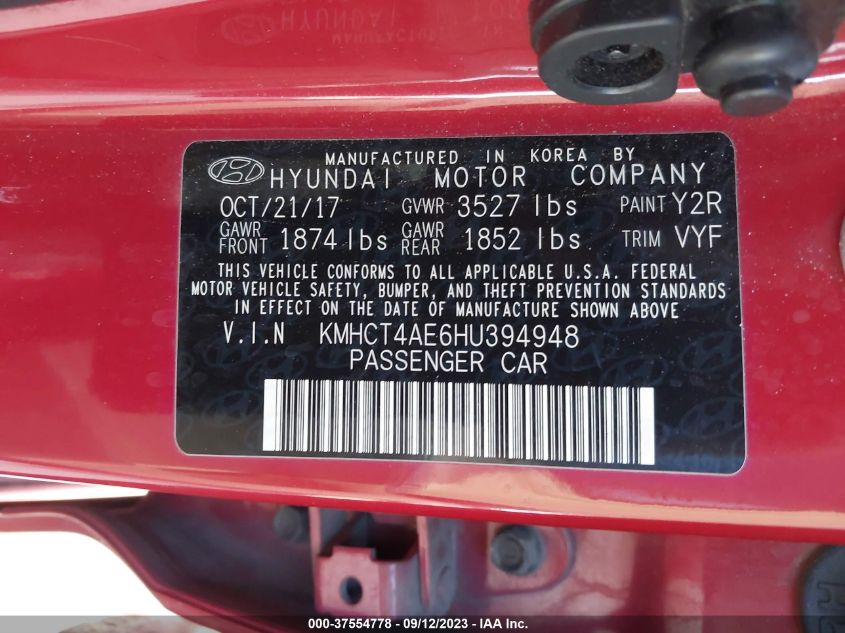 MANUFACTURED IN KOREA BY
HYUNDAI MOTOR COMPANY
OCT/21/17 GVWR 3527 lbs PAINT Y2R
GAWR FRONT 1874 lbs GAWR REAR 1852 lbs TRIM VYF
THIS VEHICLE CONFORMS TO ALL APPLICABLE U.S.A. FEDERAL
MOTOR VEHICLE SAFETY, BUMPER, AND THEFT PREVENTION STANDARDS
IN EFFECT ON THE DATE OF MANUFACTURE SHOWN ABOVE
V.I.N KMHCT4AE6HU394948
PASSENGER CAR
000-37554778 - 09/12/2023 - IAAI Inc.